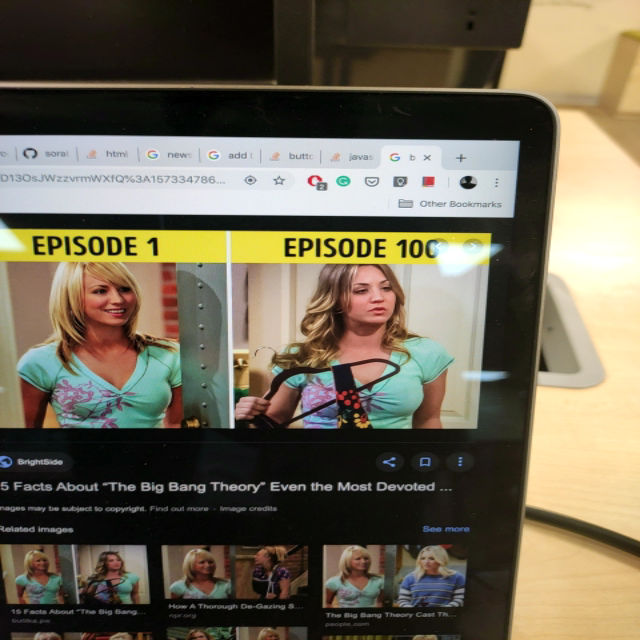 soral
html
news
add t
butto
javas
G b
D13OsJWzzvrmWXfQ%3A157334786...
2
Other Bookmarks
EPISODE 1
EPISODE 100
BrightSide
5 Facts About "The Big Bang Theory" Even the Most Devoted ...
mages may be subject to copyright. Find out more - Image credits
Related images
See more
15 Facts About "The Big Bang...
How A Thorough De-Gazing S...
npr.org
The Big Bang Theory Cast Th...
people.com